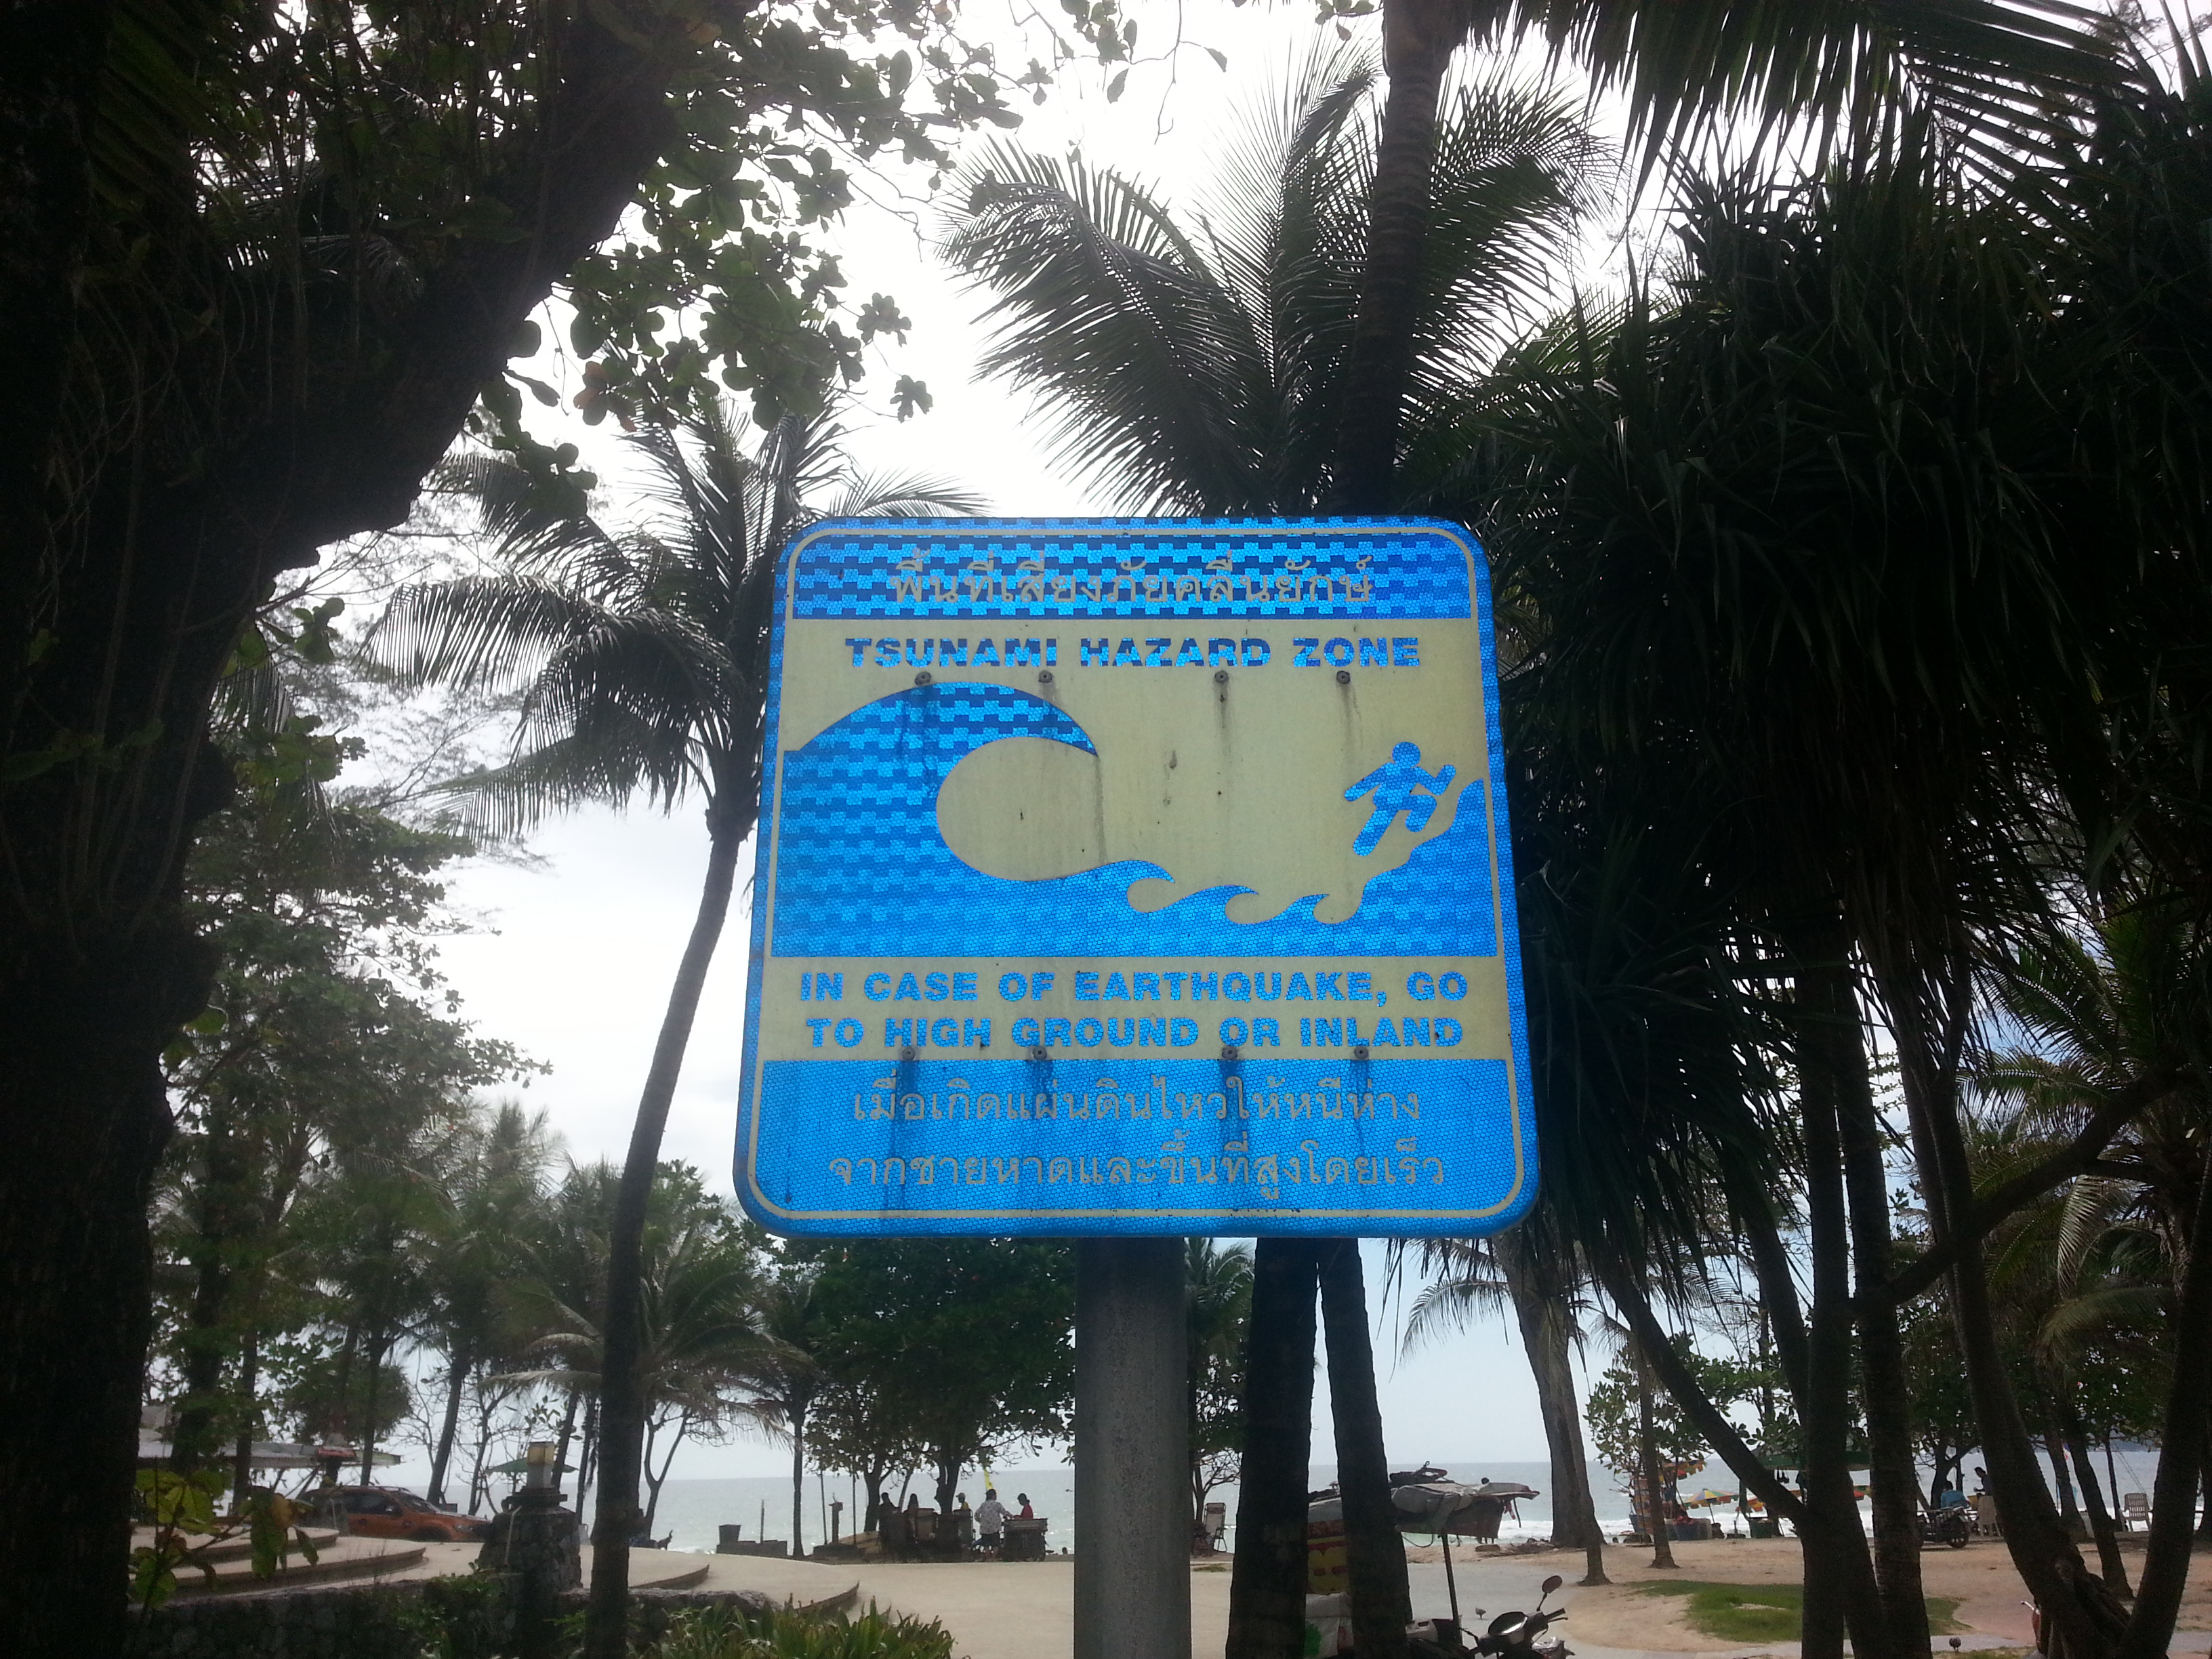 พื้นที่เสี่ยงภัยคลื่นยักษ์
TSUNAMI HAZARD ZONE
IN CASE OF EARTHQUAKE, GO
TO HIGH GROUND OR INLAND
เมื่อเกิดแผ่นดินไหวให้หนีห่าง
จากชายหาดและขึ้นที่สูงโดยเร็ว